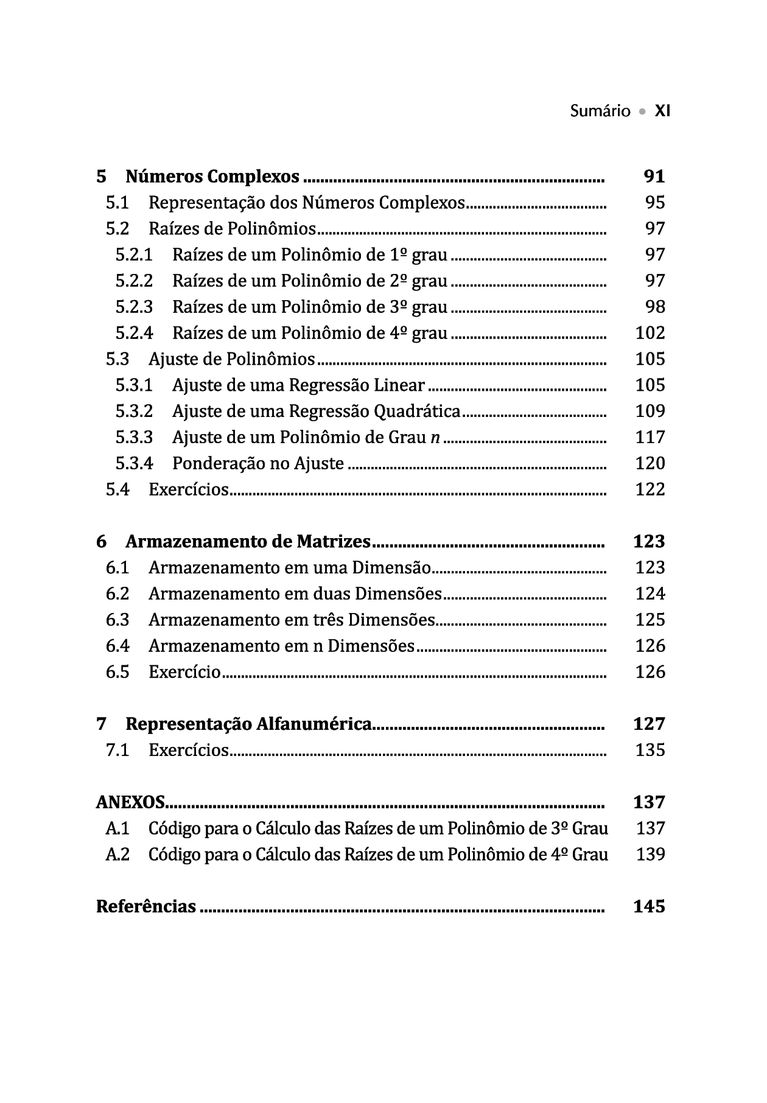 Sumário • XI
5 Números Complexos ........................................................................ 91
5.1 Representação dos Números Complexos.................................... 95
5.2 Raízes de Polinômios........................................................................ 97
5.2.1 Raízes de um Polinômio de 1º grau ........................................ 97
5.2.2 Raízes de um Polinômio de 2º grau ........................................ 97
5.2.3 Raízes de um Polinômio de 3º grau ........................................ 98
5.2.4 Raízes de um Polinômio de 4º grau ........................................ 102
5.3 Ajuste de Polinômios........................................................................ 105
5.3.1 Ajuste de uma Regressão Linear ............................................. 105
5.3.2 Ajuste de uma Regressão Quadrática..................................... 109
5.3.3 Ajuste de um Polinômio de Grau n ......................................... 117
5.3.4 Ponderação no Ajuste ................................................................ 120
5.4 Exercícios............................................................................................. 122
6 Armazenamento de Matrizes....................................................... 123
6.1 Armazenamento em uma Dimensão............................................. 123
6.2 Armazenamento em duas Dimensões.......................................... 124
6.3 Armazenamento em três Dimensões............................................ 125
6.4 Armazenamento em n Dimensões................................................. 126
6.5 Exercício............................................................................................... 126
7 Representação Alfanumérica....................................................... 127
7.1 Exercícios............................................................................................. 135
ANEXOS...................................................................................................... 137
A.1 Código para o Cálculo das Raízes de um Polinômio de 3º Grau 137
A.2 Código para o Cálculo das Raízes de um Polinômio de 4º Grau 139
Referências .............................................................................................. 145